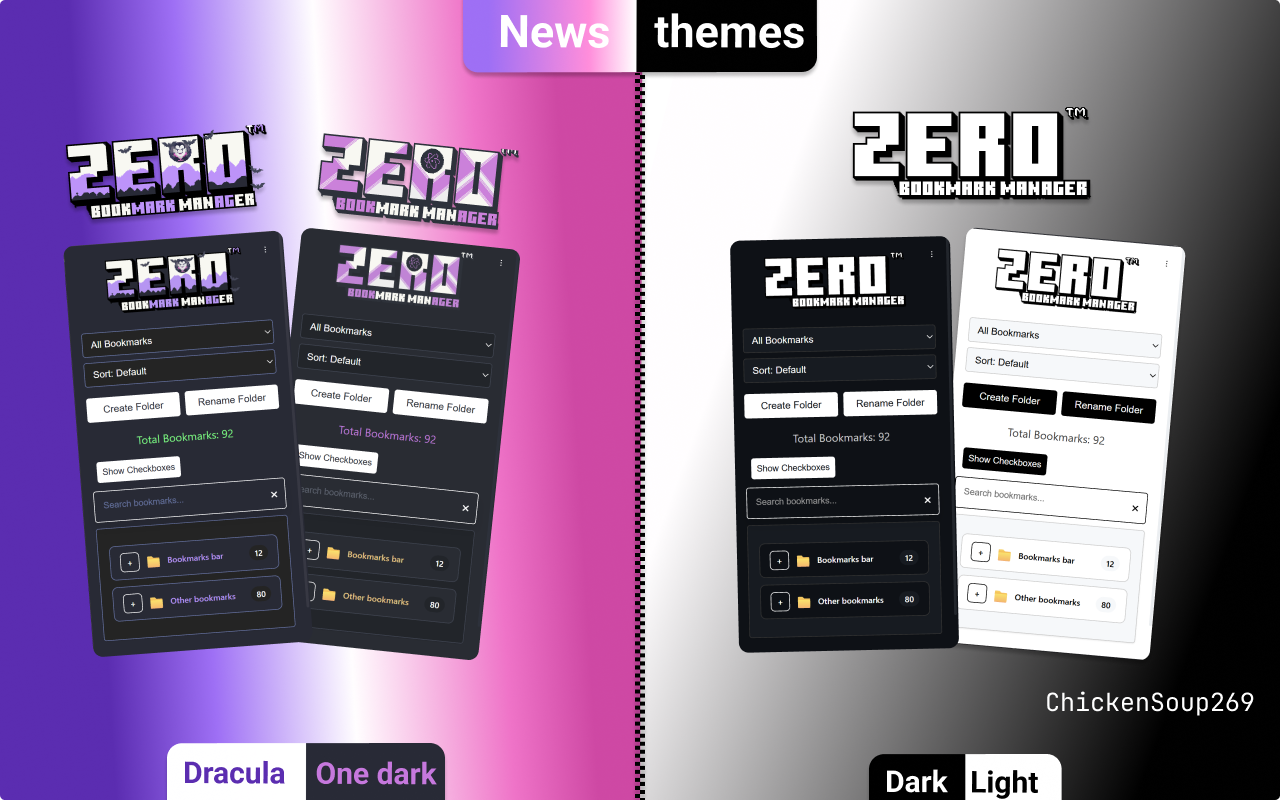 News themes
ZERO™
BOOKMARK MANAGER
ZERO™
BOOKMARK MANAGER
ZERO™
BOOKMARK MANAGER
All Bookmarks
Sort: Default
Create Folder Rename Folder
Total Bookmarks: 92
Show Checkboxes
Search bookmarks...
+ Bookmarks bar 12
+ Other bookmarks 80
ZERO™
BOOKMARK MANAGER
All Bookmarks
Sort: Default
Create Folder Rename Folder
Total Bookmarks: 92
Show Checkboxes
bookmarks...
+ Bookmarks bar 12
Other bookmarks 80
Dracula One dark
ZERO™
BOOKMARK MANAGER
ZERO™
BOOKMARK MANAGER
All Bookmarks
Sort: Default
Create Folder Rename Folder
Total Bookmarks: 92
Show Checkboxes
Search bookmarks...
+ Bookmarks bar 12
+ Other bookmarks 80
ZERO™
BOOKMARK MANAGER
All Bookmarks
Sort: Default
Create Folder Rename Folder
Total Bookmarks: 92
Show Checkboxes
Search bookmarks...
+ Bookmarks bar 12
+ Other bookmarks 80
ChickenSoup269
Dark Light